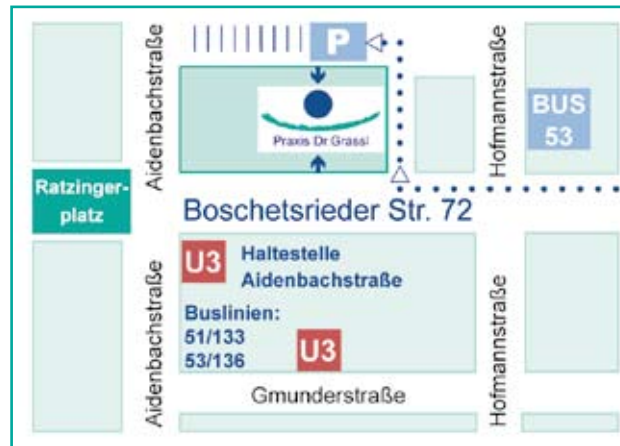 Aidenbachstraße
P
Hofmannstraße
BUS
53
Praxis Dr Grassl
Ratzinger-
platz
Boschetsrieder Str. 72
Aidenbachstraße
U3
Haltestelle
Aidenbachstraße
Buslinien:
51/133
53/136
U3
Hofmannstraße
Gmunderstraße